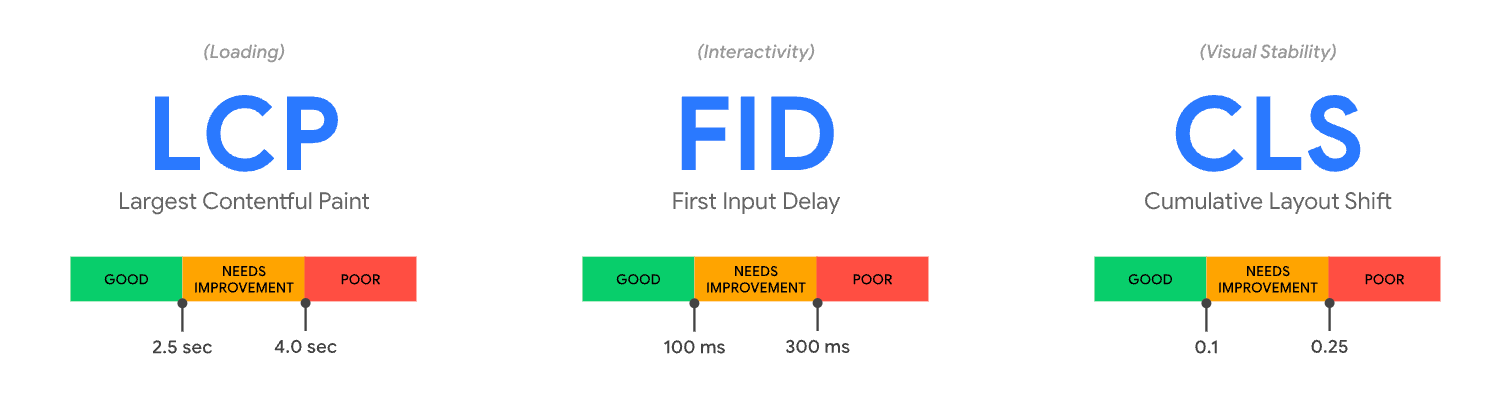 (Loading)
LCP
Largest Contentful Paint
GOOD
NEEDS
IMPROVEMENT
POOR
2.5 sec
4.0 sec
(Interactivity)
FID
First Input Delay
GOOD
NEEDS
IMPROVEMENT
POOR
100 ms
300 ms
(Visual Stability)
CLS
Cumulative Layout Shift
GOOD
NEEDS
IMPROVEMENT
POOR
0.1
0.25